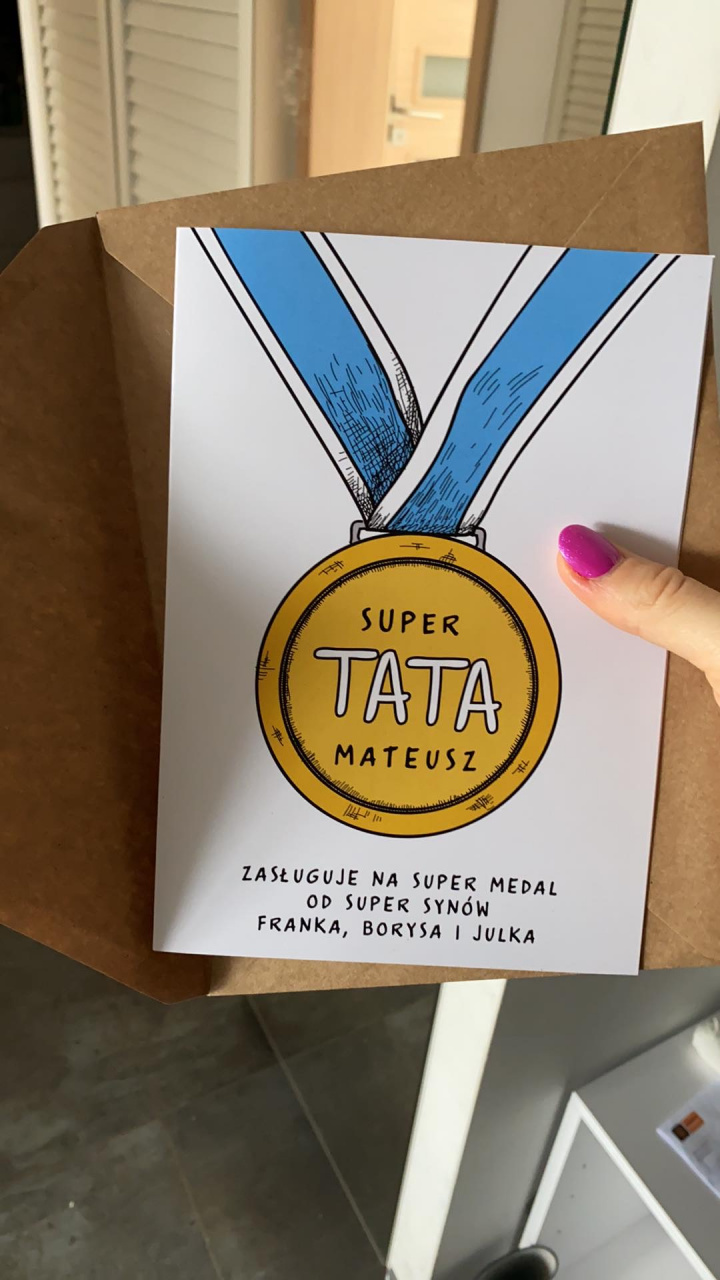 SUPER
TATA
MATEUSZ
ZASŁUGUJE NA SUPER MEDAL
OD SUPER SYNÓW
FRANKA, BORYSA I JULKA